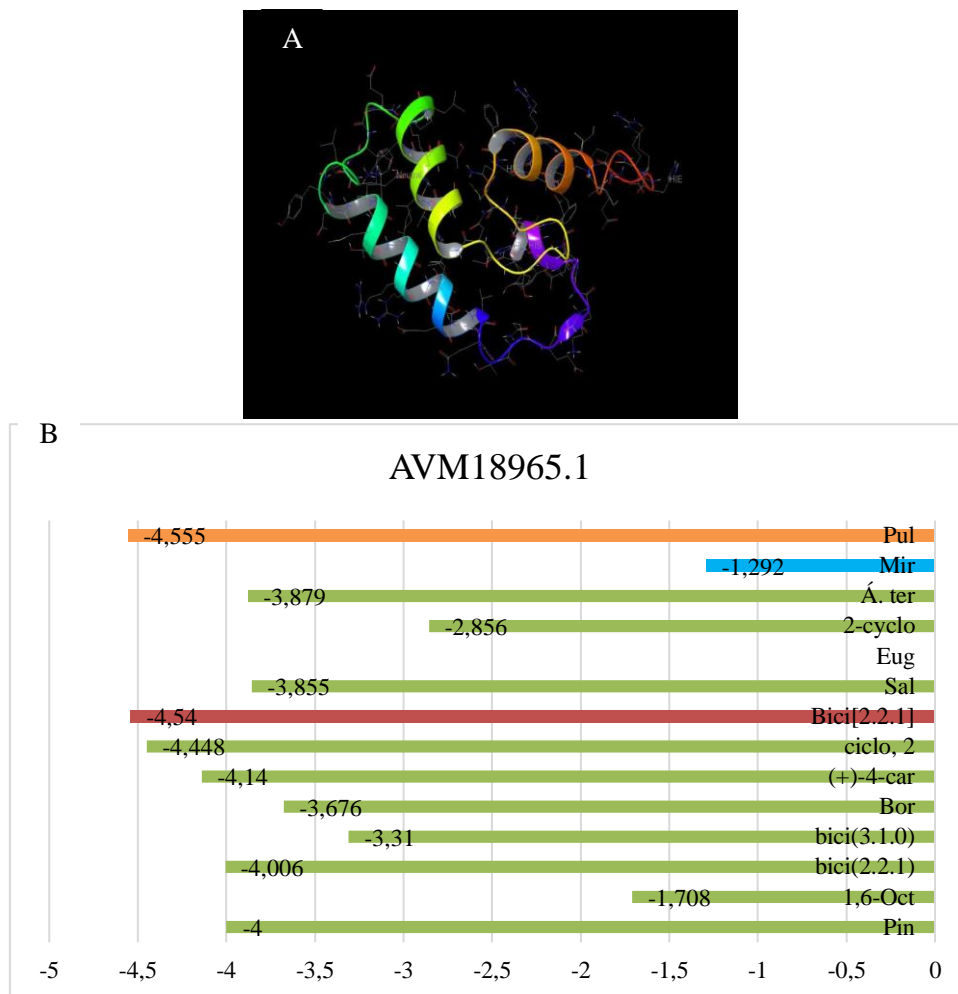 A
HIE
B
AVM18965.1
-4,555 Pul
-1,292 Mir
-3,879 Á. ter
-2,856 2-cyclo
Eug
-3,855 Sal
-4,54 Bici[2.2.1]
-4,448 ciclo, 2
-4,14 (+)-4-car
-3,676 Bor
-3,31 bici(3.1.0)
-4,006 bici(2.2.1)
-1,708 1,6-Oct
-4 Pin
-5 -4,5 -4 -3,5 -3 -2,5 -2 -1,5 -1 -0,5 0